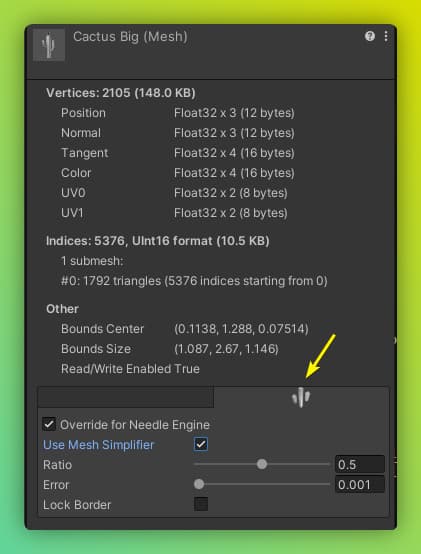 Cactus Big (Mesh)
Vertices: 2105 (148.0 KB)
Position Float32 x 3 (12 bytes)
Normal Float32 x 3 (12 bytes)
Tangent Float32 x 4 (16 bytes)
Color Float32 x 4 (16 bytes)
UV0 Float32 x 2 (8 bytes)
UV1 Float32 x 2 (8 bytes)
Indices: 5376, UInt16 format (10.5 KB)
1 submesh:
#0: 1792 triangles (5376 indices starting from 0)
Other
Bounds Center (0.1138, 1.288, 0.07514)
Bounds Size (1.087, 2.67, 1.146)
Read/Write Enabled True
Override for Needle Engine
Use Mesh Simplifier
Ratio 0.5
Error 0.001
Lock Border